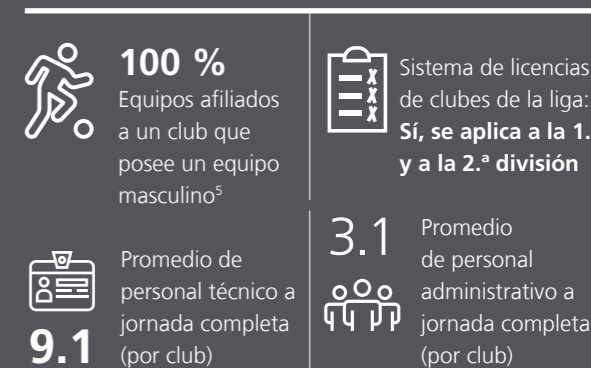 100 %
Equipos afiliados
a un club que
posee un equipo
masculino⁵
Sistema de licencias
de clubes de la liga:
Sí, se aplica a la 1.
y a la 2.ª división
9.1
Promedio de
personal técnico a
jornada completa
(por club)
3.1
Promedio
de personal
administrativo a
jornada completa
(por club)